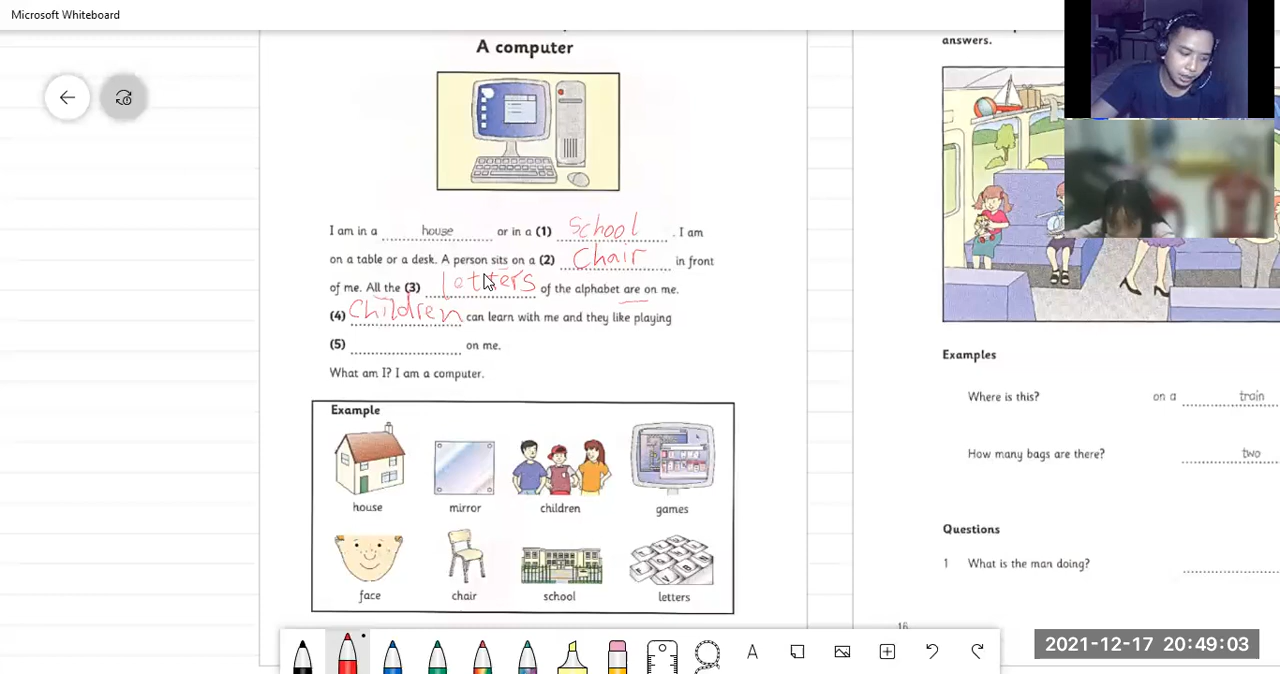 Microsoft Whiteboard
A computer
I am in a house or in a (1) school . I am
on a table or a desk. A person sits on a (2) Chair in front
of me. All the (3) letters of the alphabet are on me.
(4) Children can learn with me and they like playing
(5) on me.
What am I? I am a computer.
Example
house mirror children games
face chair school letters
answers.
Examples
Where is this? on a train
How many bags are there? two
Questions
1 What is the man doing?
16
A
2021-12-17 20:49:03